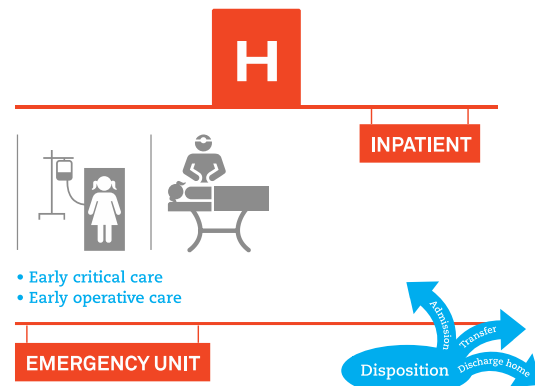 H
INPATIENT
• Early critical care
• Early operative care
EMERGENCY UNIT
Disposition
Admission
Transfer
Discharge home